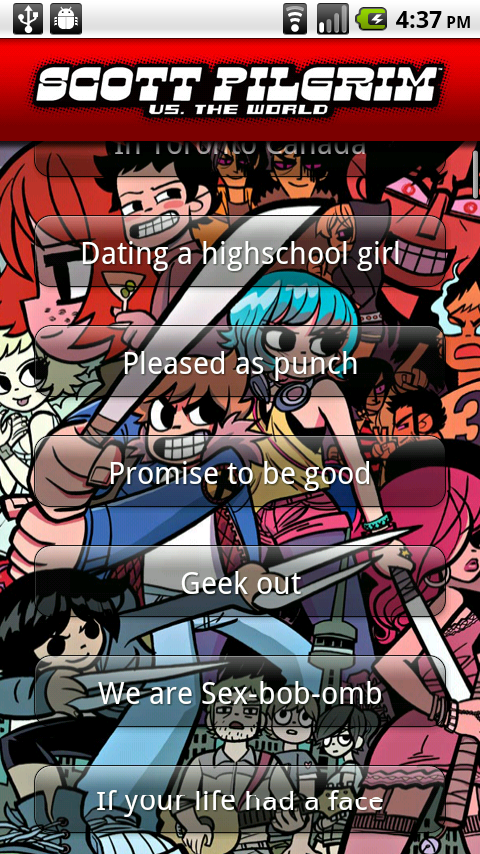 4:37 PM
SCOTT PILGRIM
VS. THE WORLD
In Toronto Canada
Dating a highschool girl
Pleased as punch
Promise to be good
Geek out
We are Sex-bob-omb
If your life had a face